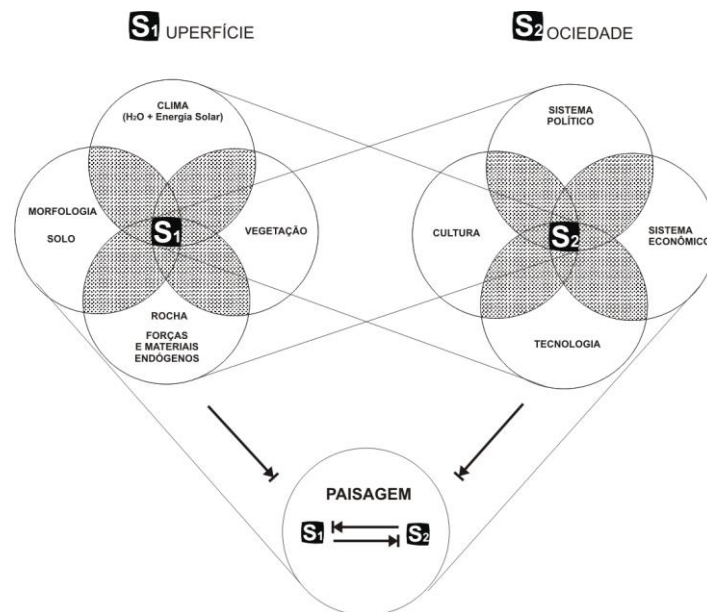 S1 UPERFÍCIE
S2 OCIEDADE
CLIMA
(H2O + Energia Solar)
MORFOLOGIA
SOLO
S1
VEGETAÇÃO
ROCHA
FORÇAS
E MATERIAIS
ENDÓGENOS
SISTEMA
POLÍTICO
CULTURA
S2
SISTEMA
ECONÔMICO
TECNOLOGIA
PAISAGEM
S1 S2